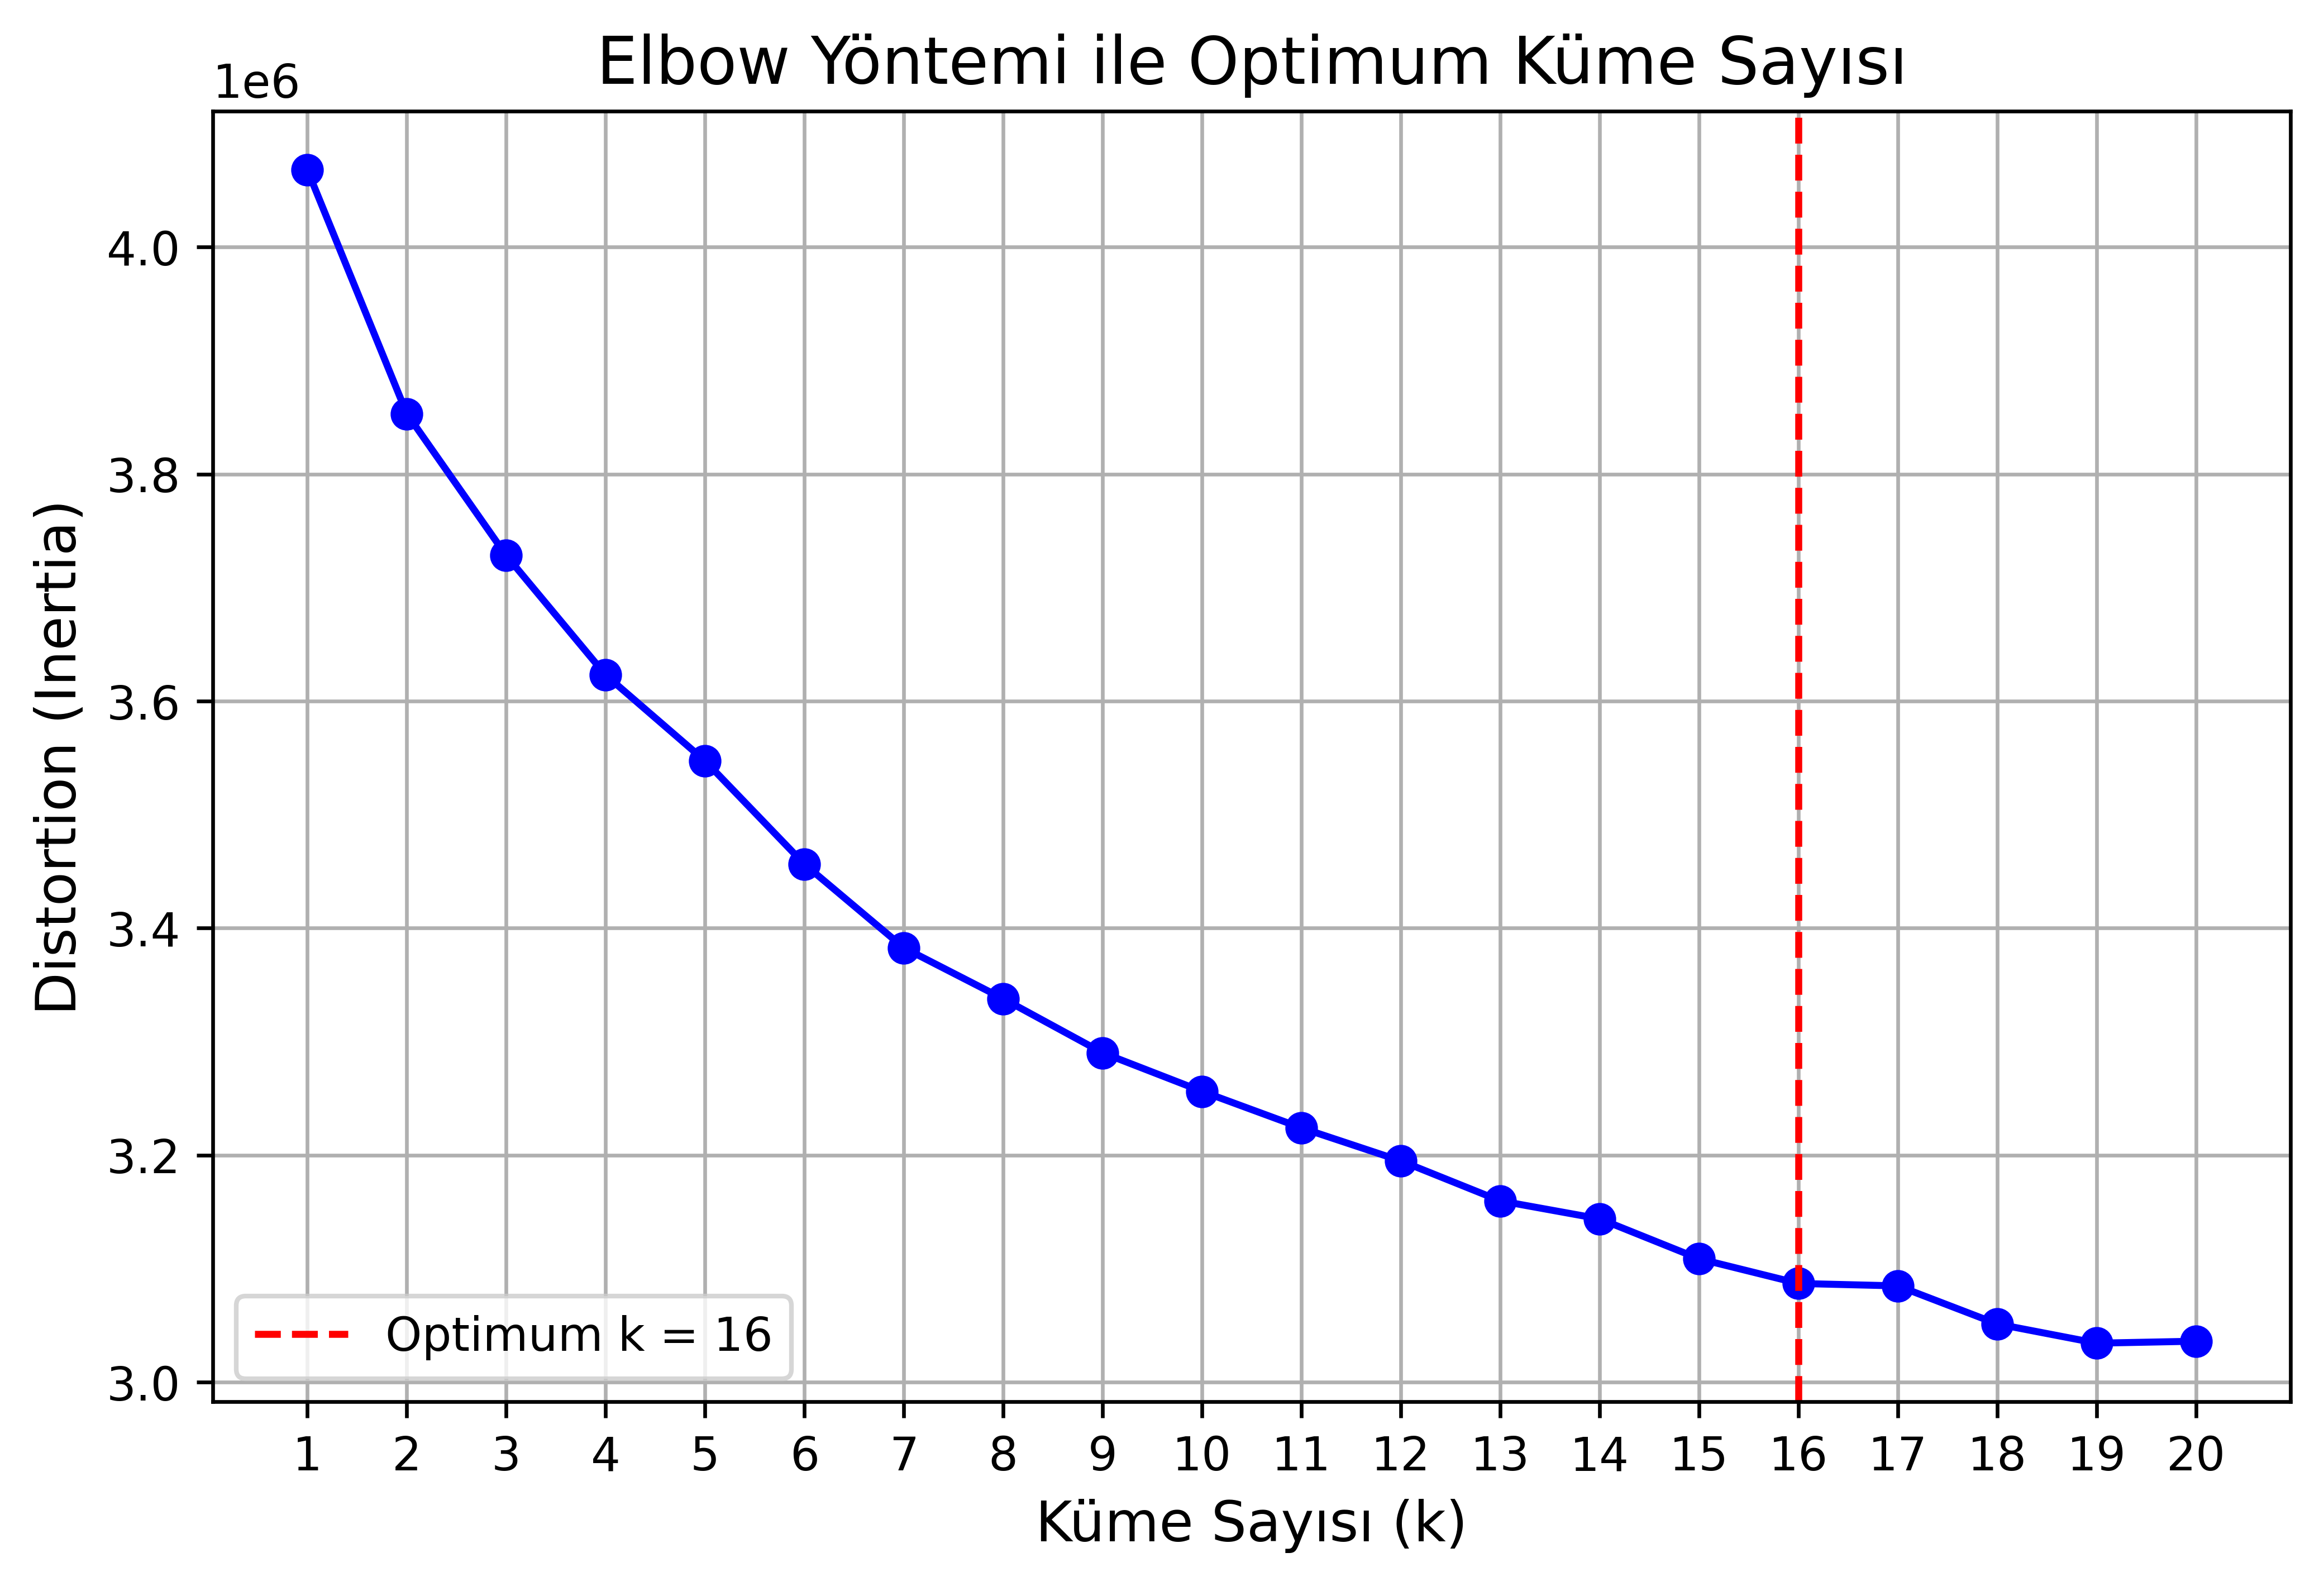 Elbow Yöntemi ile Optimum Küme Sayısı
1e6
4.0
3.8
3.6
3.4
3.2
3.0
Distortion (Inertia)
Optimum k = 16
1 2 3 4 5 6 7 8 9 10 11 12 13 14 15 16 17 18 19 20
Küme Sayısı (k)